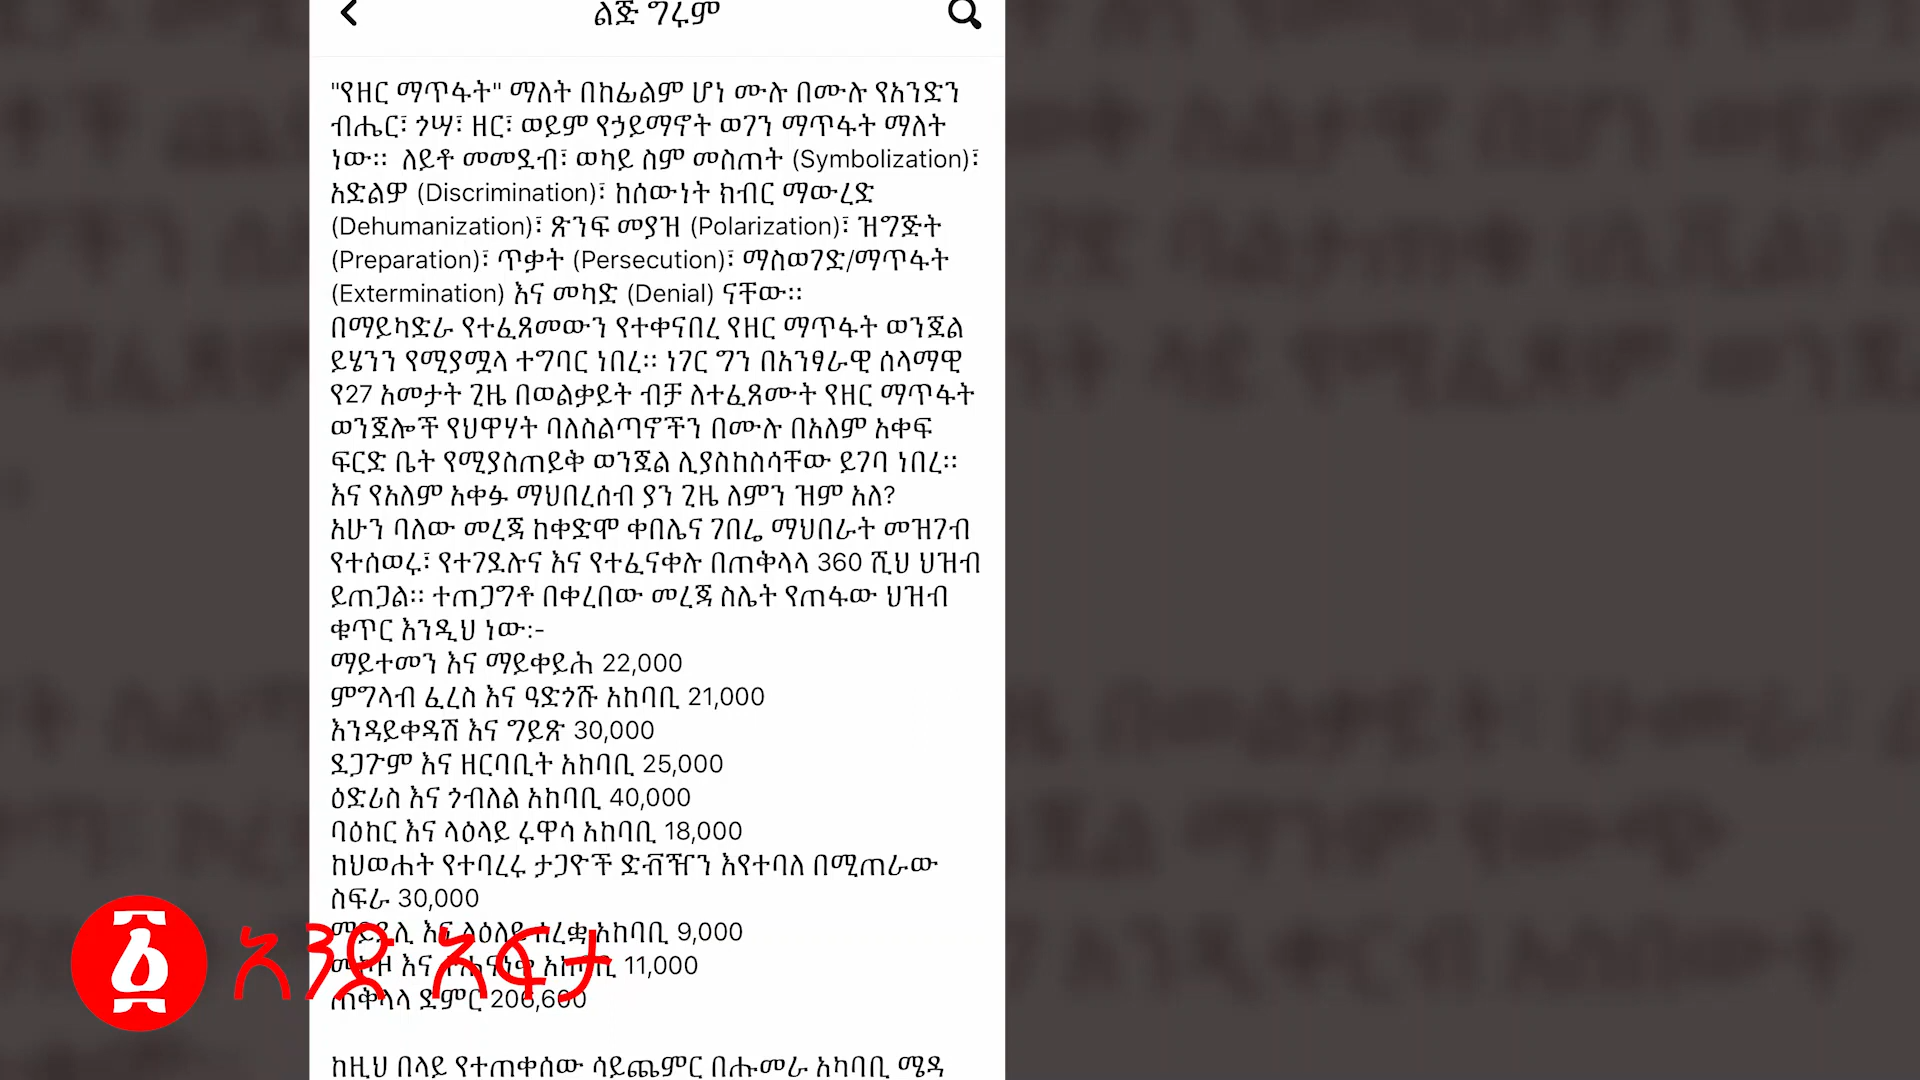 ልጅ ግሩም
"የዘር ማጥፋት" ማለት በከፊልም ሆነ ሙሉ በሙሉ የአንድን
ብሔር፣ ጎሣ፣ ዘር፣ ወይም የኃይማኖት ወገን ማጥፋት ማለት
ነው። ለይቶ መመደብ፣ ወካይ ስም መስጠት (Symbolization)፣
አድልዎ (Discrimination)፣ ከሰውነት ክብር ማውረድ
(Dehumanization)፣ ጽንፍ መያዝ (Polarization)፣ ዝግጅት
(Preparation)፣ ጥቃት (Persecution)፣ ማስወገድ/ማጥፋት
(Extermination) እና መካድ (Denial) ናቸው።
በማይካድራ የተፈጸመውን የተቀናበረ የዘር ማጥፋት ወንጀል
ይሄንን የሚያሟላ ተግባር ነበረ። ነገር ግን በአንፃራዊ ሰላማዊ
የ27 አመታት ጊዜ በወልቃይት ብቻ ለተፈጸሙት የዘር ማጥፋት
ወንጀሎች የህዋሃት ባለስልጣኖችን በሙሉ በአለም አቀፍ
ፍርድ ቤት የሚያስጠይቅ ወንጀል ሊያስከስሳቸው ይገባ ነበረ።
እና የአለም አቀፉ ማህበረሰብ ያን ጊዜ ለምን ዝም አለ?
አሁን ባለው መረጃ ከቀድሞ ቀበሌና ገበሬ ማህበራት መዝገብ
የተሰወሩ፣ የተገደሉና እና የተፈናቀሉ በጠቅላላ 360 ሺህ ህዝብ
ይጠጋል። ተጠጋግቶ በቀረበው መረጃ ስሌት የጠፋው ህዝብ
ቁጥር እንዲህ ነው:-
ማይተመን እና ማይቀይሕ 22,000
ምግላብ ፈረስ እና ዓድጎሹ አከባቢ 21,000
እንዳይቀዳሽ እና ግይጽ 30,000
ደጋጉም እና ዘርባቢት አከባቢ 25,000
ዕድሪስ እና ጎብለል አከባቢ 40,000
ባዕከር እና ላዕላይ ሩዋሳ አከባቢ 18,000
ከህወሐት የተባረሩ ታጋዮች ድቭዥን እየተባለ በሚጠራው
ስፍራ 30,000
እና አከባቢ 9,000
እና 11,000
ጠቅላላ ድምር 206,600
ከዚህ በላይ የተጠቀሰው ሳይጨምር በሑመራ አካባቢ ሜዳ
አንድ አፍታ